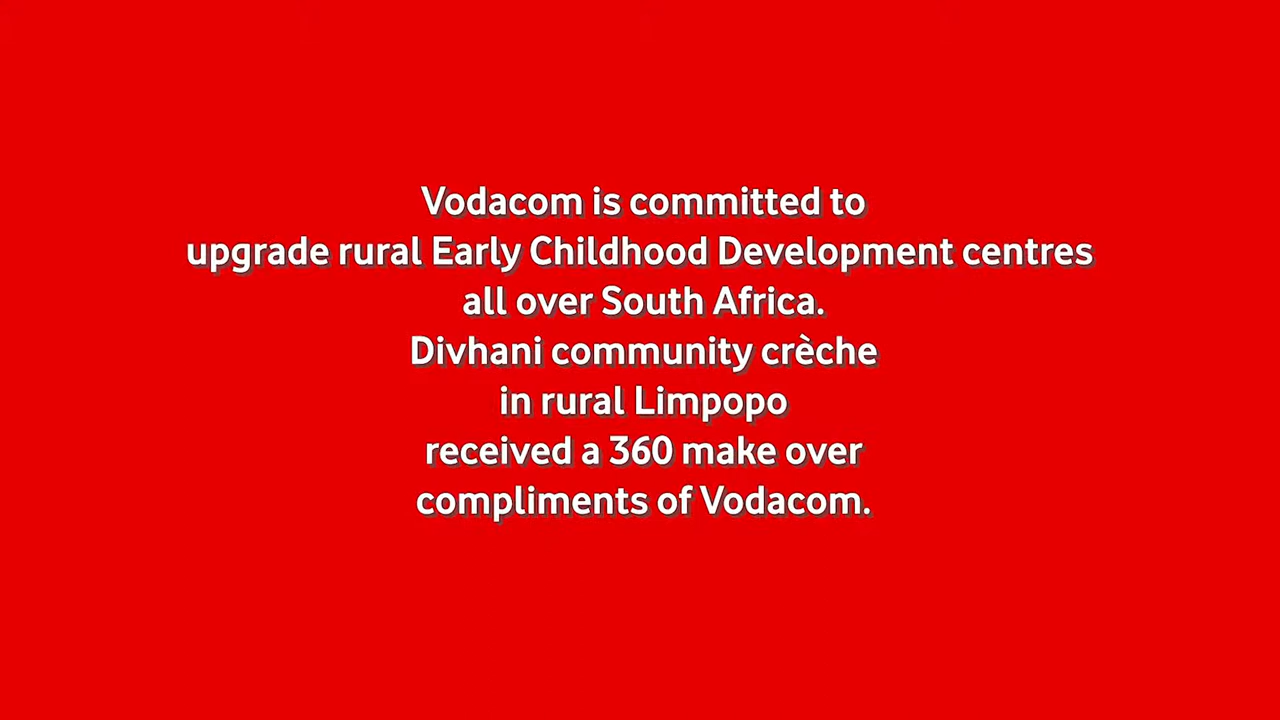 Vodacom is committed to
upgrade rural Early Childhood Development centres
all over South Africa.
Divhani community crèche
in rural Limpopo
received a 360 make over
compliments of Vodacom.